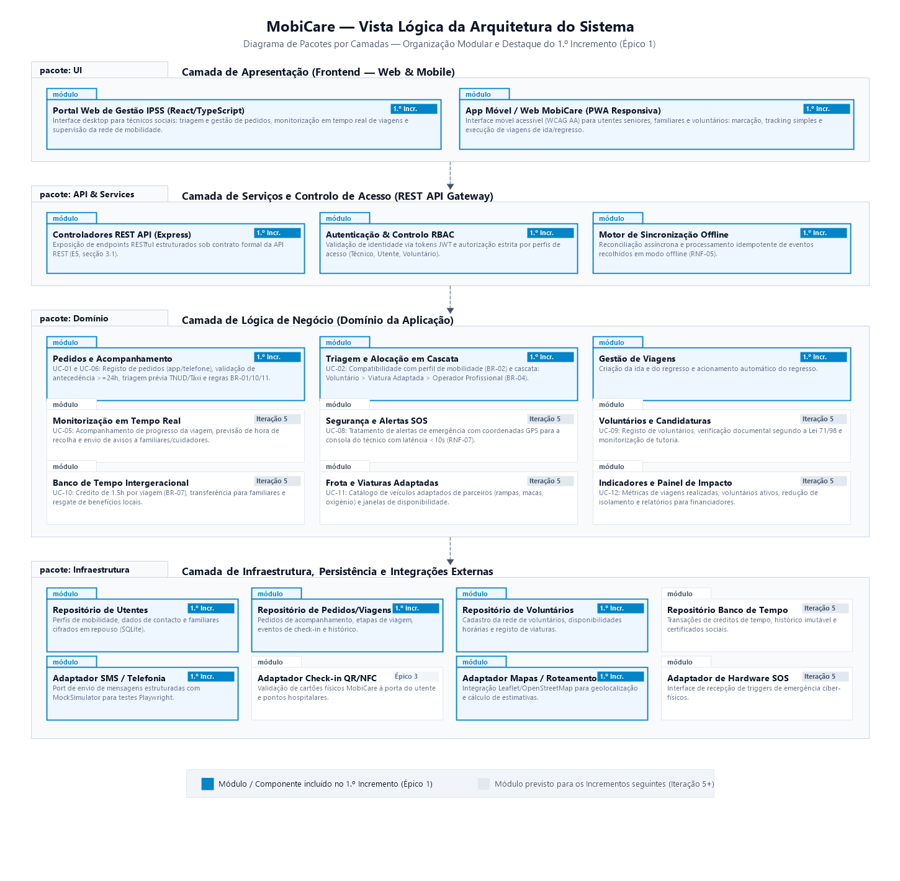 MobiCare — Vista Lógica da Arquitetura do Sistema
Diagrama de Pacotes por Camadas — Organização Modular e Destaque do 1.º Incremento (Épico 1)
pacote: UI
Camada de Apresentação (Frontend — Web & Mobile)
módulo
Portal Web de Gestão IPSS (React/TypeScript)
1.º Incr.
Interface desktop para técnicos sociais: triagem e gestão de pedidos, monitorização em tempo real de viagens e
supervisão da rede de mobilidade.
módulo
App Móvel / Web MobiCare (PWA Responsiva)
1.º Incr.
Interface móvel acessível (WCAG AA) para utentes seniores, familiares e voluntários: marcação, tracking simples e
execução de viagens de ida/regresso.
pacote: API & Services
Camada de Serviços e Controlo de Acesso (REST API Gateway)
módulo
Controladores REST API (Express)
1.º Incr.
Exposição de endpoints RESTful estruturados sob contrato formal da API
REST (ES, secção 3.1).
módulo
Autenticação & Controlo RBAC
1.º Incr.
Validação de identidade via tokens JWT e autorização estrita por perfis de
acesso (Técnico, Utente, Voluntário).
módulo
Motor de Sincronização Offline
1.º Incr.
Reconciliação assíncrona e processamento idempotente de eventos
recolhidos em modo offline (RNF-05).
pacote: Domínio
Camada de Lógica de Negócio (Domínio da Aplicação)
módulo
Pedidos e Acompanhamento
1.º Incr.
UC-01 e UC-06: Registo de pedidos (app/telefone), validação de
antecedência >=24h, triagem prévia TNUD/Táxi e regras BR-01/10/11.
módulo
Triagem e Alocação em Cascata
1.º Incr.
UC-02: Compatibilidade com perfil de mobilidade (BR-02) e cascata:
Voluntário > Viatura Adaptada > Operador Profissional (BR-04).
módulo
Gestão de Viagens
1.º Incr.
Criação da ida e do regresso e acionamento automático do regresso.
módulo
Monitorização em Tempo Real
Iteração 5
UC-05: Acompanhamento de progresso da viagem, previsão de hora de
recolha e envio de avisos a familiares/cuidadores.
módulo
Segurança e Alertas SOS
Iteração 5
UC-08: Tratamento de alertas de emergência com coordenadas GPS para a
consola do técnico com latência <10s (RNF-07).
módulo
Voluntários e Candidaturas
Iteração 5
UC-09: Registo de voluntários, verificação documental segundo a Lei 71/98 e
monitorização de tutoria.
módulo
Banco de Tempo Intergeracional
Iteração 5
UC-10: Crédito de 1.5h por viagem (BR-07), transferência para familiares e
resgate de benefícios locais.
módulo
Frota e Viaturas Adaptadas
Iteração 5
UC-11: Catálogo de veículos adaptados de parceiros (rampas, macas,
oxigénio) e janelas de disponibilidade.
módulo
Indicadores e Painel de Impacto
Iteração 5
UC-12: Métricas de viagens realizadas, voluntários ativos, redução de
isolamento e relatórios para financiadores.
pacote: Infraestrutura
Camada de Infraestrutura, Persistência e Integrações Externas
módulo
Repositório de Utentes
1.º Incr.
Perfis de mobilidade, dados de contacto e familiares
cifrados em repouso (SQLite).
módulo
Repositório de Pedidos/Viagens
1.º Incr.
Pedidos de acompanhamento, etapas de viagem,
eventos de check-in e histórico.
módulo
Repositório de Voluntários
1.º Incr.
Cadastro da rede de voluntários, disponibilidades
horárias e registo de viaturas.
módulo
Repositório Banco de Tempo
Iteração 5
Transações de créditos de tempo, histórico imutável e
certificados sociais.
módulo
Adaptador SMS / Telefonia
1.º Incr.
Port de envio de mensagens estruturadas com
MockSimulator para testes Playwright.
módulo
Adaptador Check-in QR/NFC
Épico 3
Validação de cartões físicos MobiCare à porta do utente
e pontos hospitalares.
módulo
Adaptador Mapas / Roteamento
1.º Incr.
Integração Leaflet/OpenStreetMap para geolocalização
e cálculo de estimativas.
módulo
Adaptador de Hardware SOS
Iteração 5
Interface de recepção de triggers de emergência ciber-
físicos.
Módulo / Componente incluído no 1.º Incremento (Épico 1)
Módulo previsto para os Incrementos seguintes (Iteração 5+)